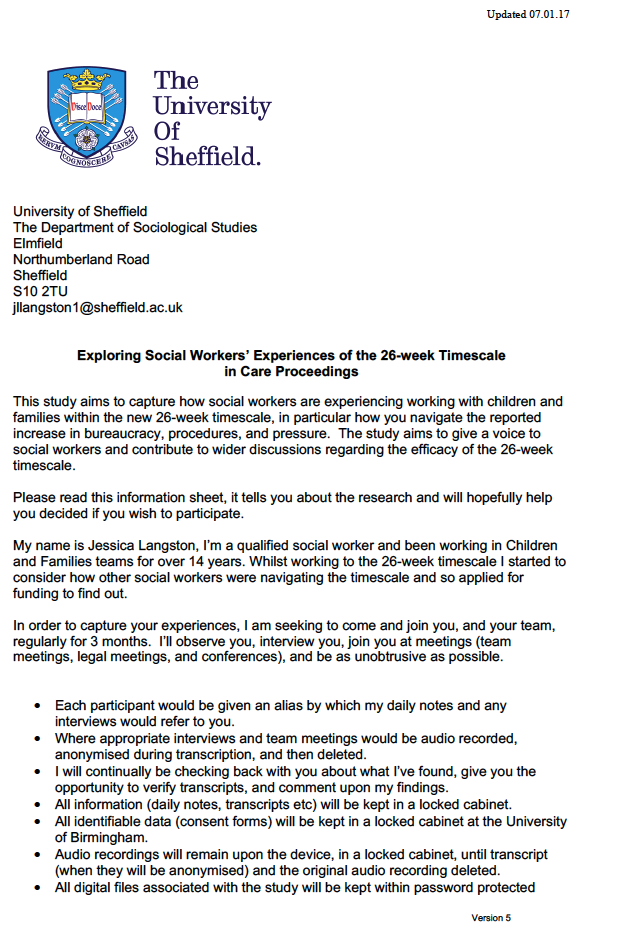 Updated 07.01.17
The
University
Of
Sheffield.
Disce Doce
RERVM COGNOSCERE CAVSAS
University of Sheffield
The Department of Sociological Studies
Elmfield
Northumberland Road
Sheffield
S10 2TU
jllangston1@sheffield.ac.uk
Exploring Social Workers’ Experiences of the 26-week Timescale
in Care Proceedings
This study aims to capture how social workers are experiencing working with children and
families within the new 26-week timescale, in particular how you navigate the reported
increase in bureaucracy, procedures, and pressure.  The study aims to give a voice to
social workers and contribute to wider discussions regarding the efficacy of the 26-week
timescale.
Please read this information sheet, it tells you about the research and will hopefully help
you decided if you wish to participate.
My name is Jessica Langston, I’m a qualified social worker and been working in Children
and Families teams for over 14 years. Whilst working to the 26-week timescale I started to
consider how other social workers were navigating the timescale and so applied for
funding to find out.
In order to capture your experiences, I am seeking to come and join you, and your team,
regularly for 3 months.  I’ll observe you, interview you, join you at meetings (team
meetings, legal meetings, and conferences), and be as unobtrusive as possible.
• Each participant would be given an alias by which my daily notes and any
interviews would refer to you.
• Where appropriate interviews and team meetings would be audio recorded,
anonymised during transcription, and then deleted.
• I will continually be checking back with you about what I’ve found, give you the
opportunity to verify transcripts, and comment upon my findings.
• All information (daily notes, transcripts etc) will be kept in a locked cabinet.
• All identifiable data (consent forms) will be kept in a locked cabinet at the University
of Birmingham.
• Audio recordings will remain upon the device, in a locked cabinet, until transcript
(when they will be anonymised) and the original audio recording deleted.
• All digital files associated with the study will be kept within password protected
Version 5